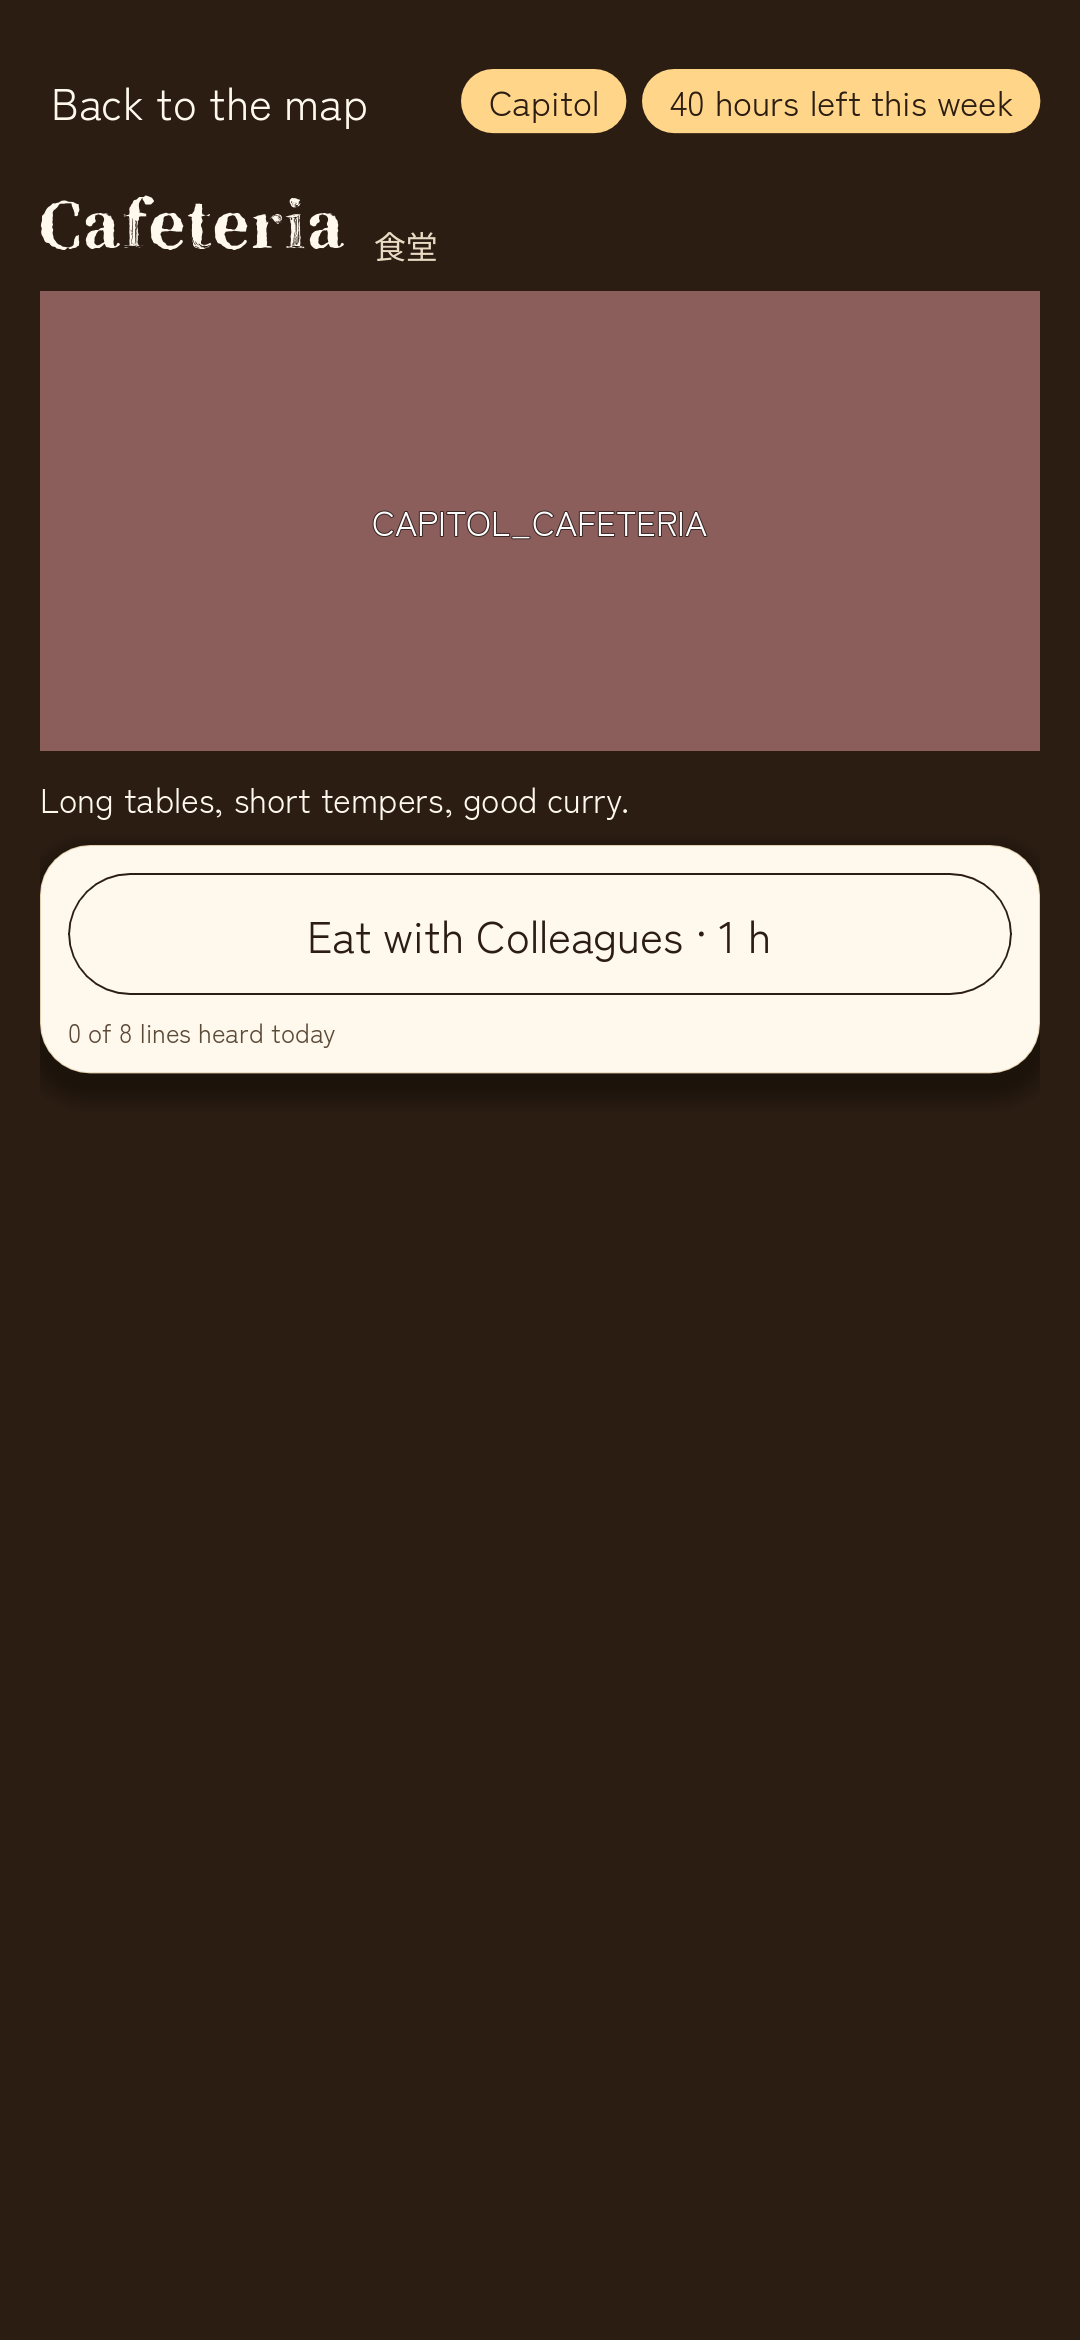 Back to the map
Capitol
40 hours left this week
Cafeteria 食堂
CAPITOL_CAFETERIA
Long tables, short tempers, good curry.
Eat with Colleagues · 1 h
0 of 8 lines heard today